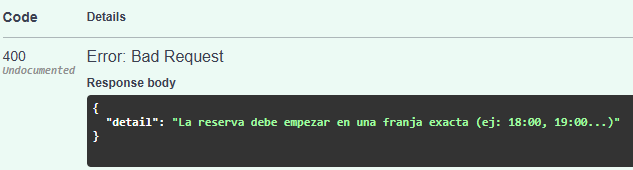 Code Details
400 Error: Bad Request
Undocumented
Response body
{
"detail": "La reserva debe empezar en una franja exacta (ej: 18:00, 19:00...)"
}